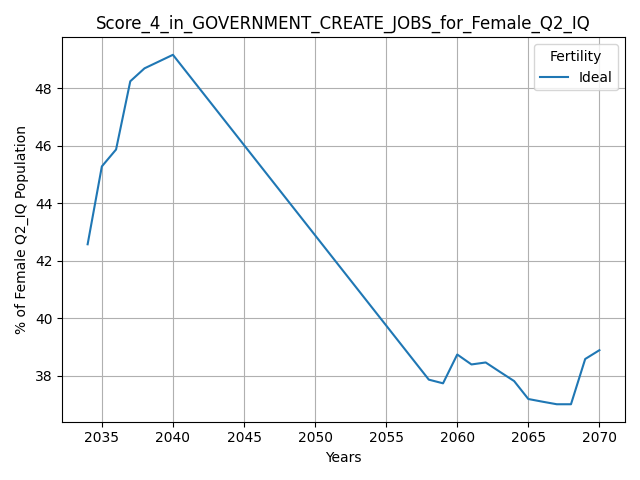 Score_4_in_GOVERNMENT_CREATE_JOBS_for_Female_Q2_IQ
Fertility
Ideal
% of Female Q2_IQ Population
48
46
44
42
40
38
2035 2040 2045 2050 2055 2060 2065 2070
Years